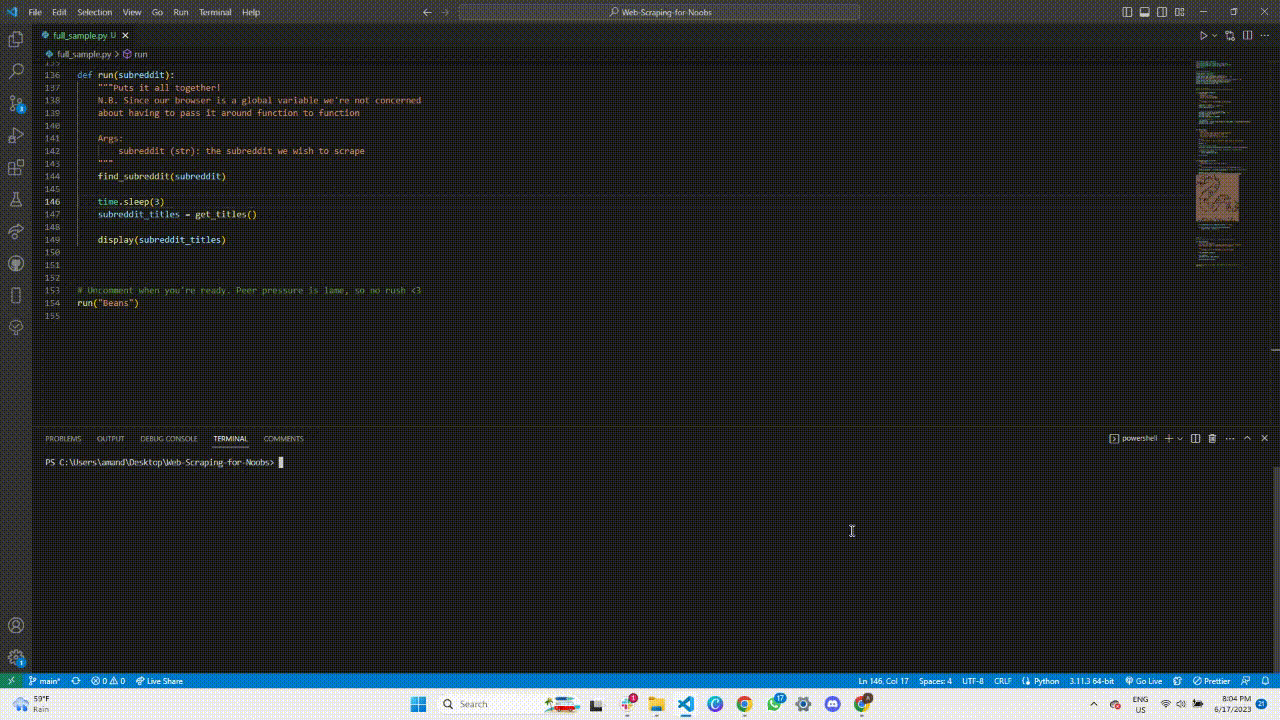 File Edit Selection View Go Run Terminal Help
Web-Scraping-for-Noobs
full_sample.py U
full_sample.py > run
135
136 def run(subreddit):
137 """Puts it all together!
138 N.B. Since our browser is a global variable we're not concerned
139 about having to pass it around function to function
140
141 Args:
142 subreddit (str): the subreddit we wish to scrape
143 """
144 find_subreddit(subreddit)
145
146 time.sleep(3)
147 subreddit_titles = get_titles()
148
149 display(subreddit_titles)
150
151
152
153 # Uncomment when you're ready. Peer pressure is lame, so no rush <3
154 run("Beans")
155
PROBLEMS OUTPUT DEBUG CONSOLE TERMINAL COMMENTS
powershell
PS C:\Users\amand\Desktop\Web-Scraping-for-Noobs>
main* 0 0 Live Share
Ln 146, Col 17 Spaces: 4 UTF-8 CRLF Python 3.11.3 64-bit Go Live Prettier
59°F
Rain
Search
17
ENG
US
8:04 PM
6/17/2023
21